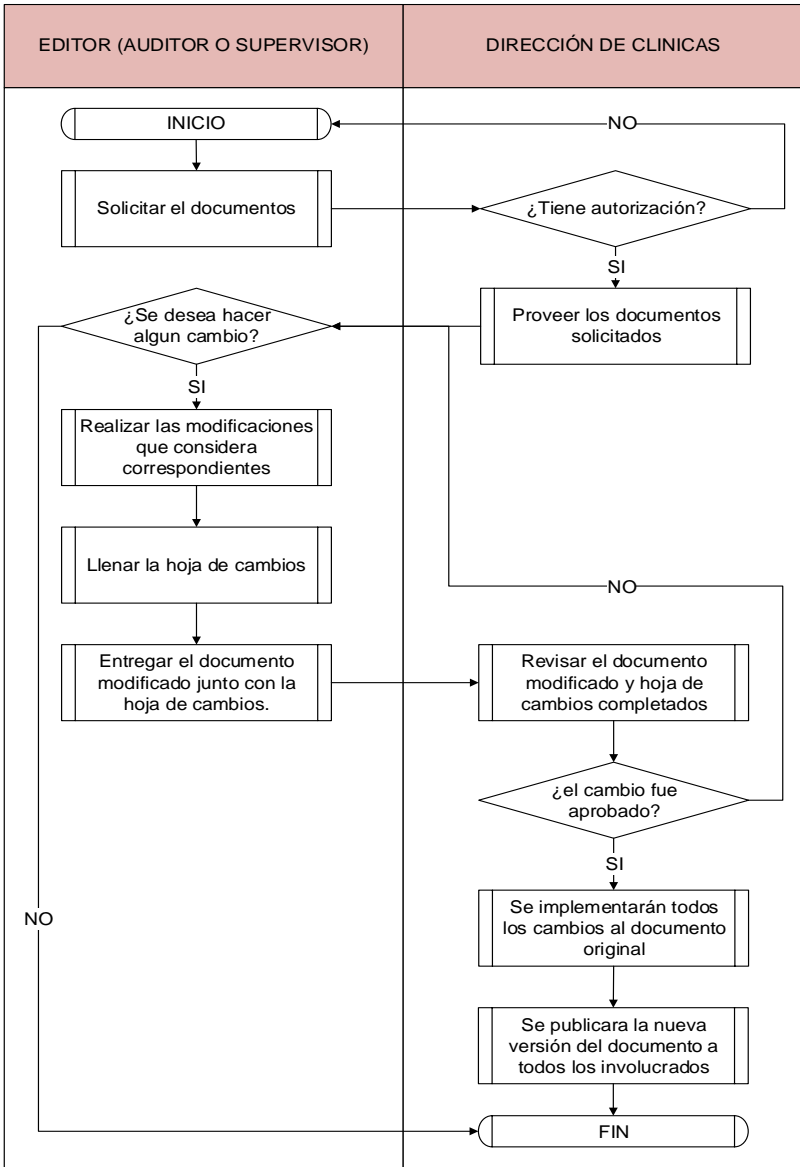 EDITOR (AUDITOR O SUPERVISOR)
DIRECCIÓN DE CLINICAS
INICIO
NO
Solicitar el documentos
¿Tiene autorización?
SI
Proveer los documentos
solicitados
¿Se desea hacer
algun cambio?
SI
Realizar las modificaciones
que considera
correspondientes
Llenar la hoja de cambios
NO
Entregar el documento
modificado junto con la
hoja de cambios.
Revisar el documento
modificado y hoja de
cambios completados
¿el cambio fue
aprobado?
SI
NO
Se implementarán todos
los cambios al documento
original
Se publicara la nueva
versión del documento a
todos los involucrados
FIN